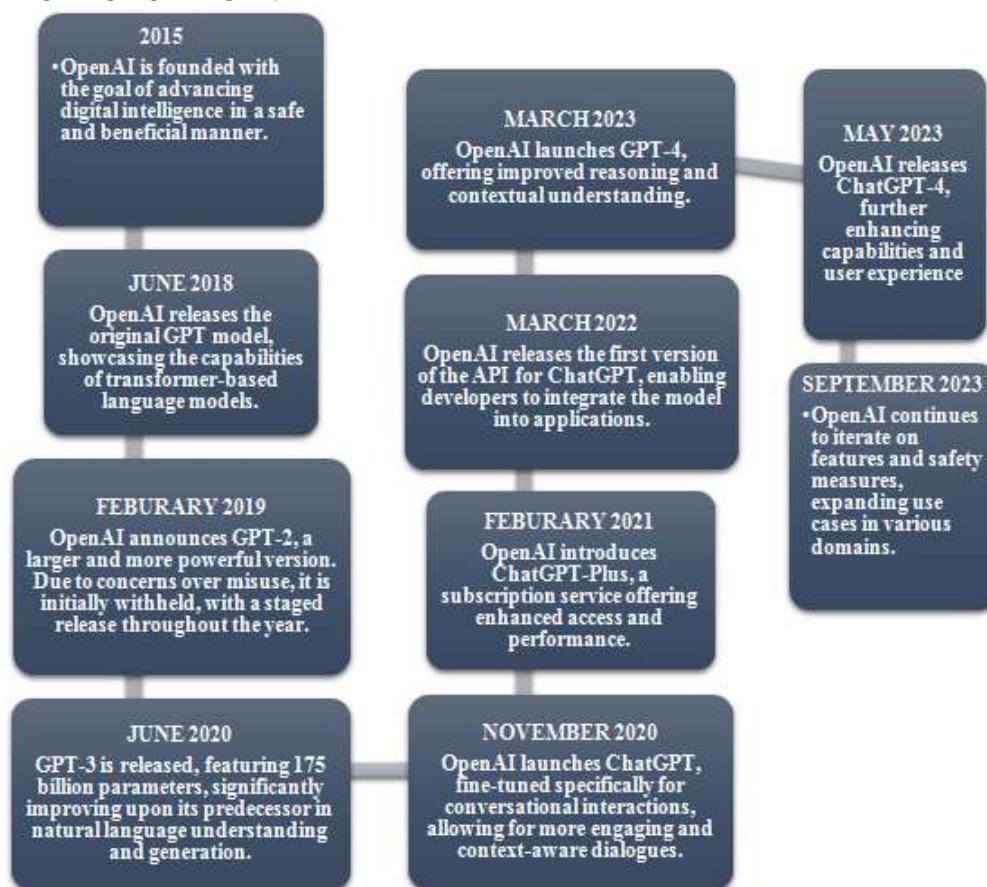 2015
•OpenAI is founded with
the goal of advancing
digital intelligence in a safe
and beneficial manner.
JUNE 2018
OpenAI releases the
original GPT model,
showcasing the capabilities
of transformer-based
language models.
FEBURARY 2019
OpenAI announces GPT-2, a
larger and more powerful version.
Due to concerns over misuse, it is
initially withheld, with a staged
release throughout the year.
JUNE 2020
GPT-3 is released, featuring 175
billion parameters, significantly
improving upon its predecessor in
natural language understanding
and generation.
NOVEMBER 2020
OpenAI launches ChatGPT,
fine-tuned specifically for
conversational interactions,
allowing for more engaging and
context-aware dialogues.
FEBURARY 2021
OpenAI introduces
ChatGPT-Plus, a
subscription service offering
enhanced access and
performance.
MARCH 2022
OpenAI releases the first version
of the API for ChatGPT, enabling
developers to integrate the model
into applications.
MARCH 2023
OpenAI launches GPT-4,
offering improved reasoning and
contextual understanding.
MAY 2023
OpenAI releases
ChatGPT-4,
further
enhancing
capabilities and
user experience
SEPTEMBER 2023
•OpenAI continues
to iterate on
features and safety
measures,
expanding use
cases in various
domains.